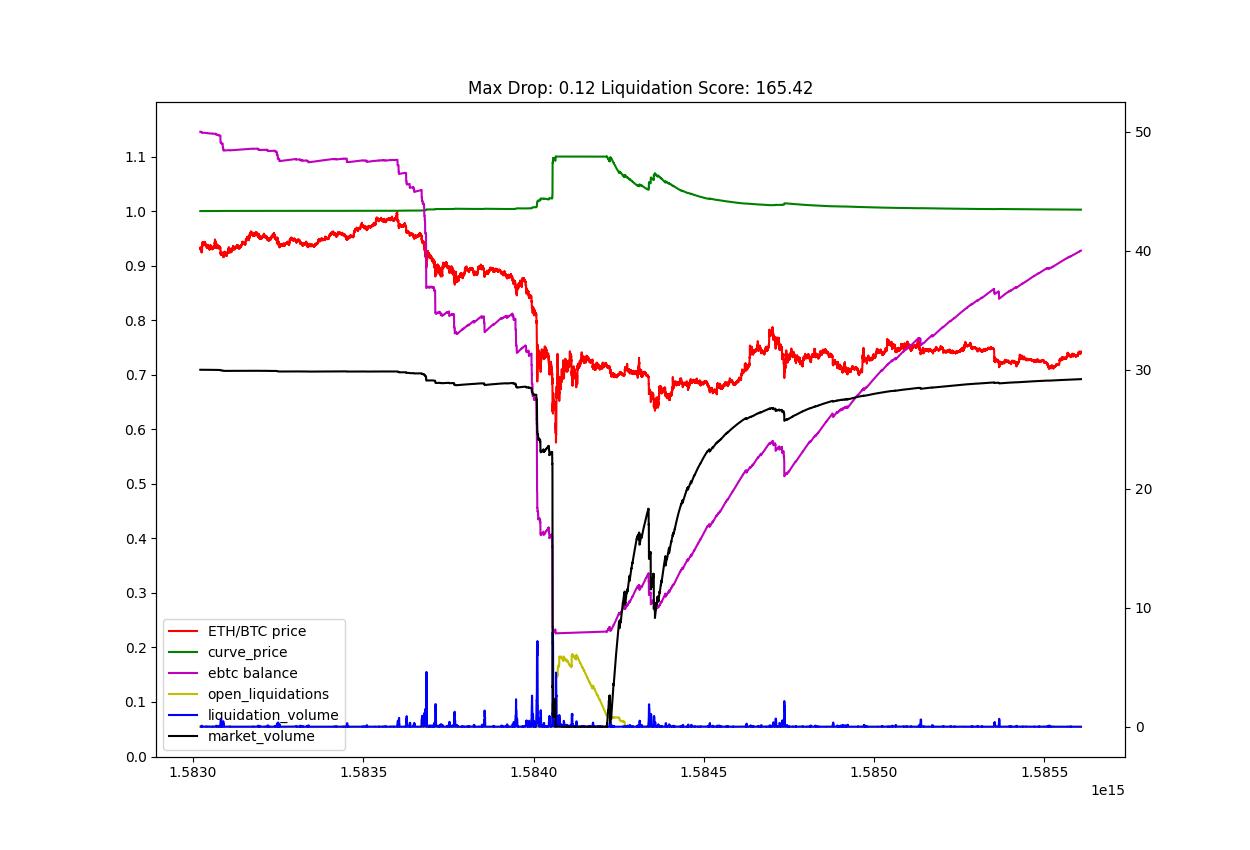 Max Drop: 0.12 Liquidation Score: 165.42
1.1
1.0
0.9
0.8
0.7
0.6
0.5
0.4
0.3
0.2
0.1
0.0
50
40
30
20
10
0
ETH/BTC price
curve_price
ebtc balance
open_liquidations
liquidation_volume
market_volume
1.5830 1.5835 1.5840 1.5845 1.5850 1.5855
1e15